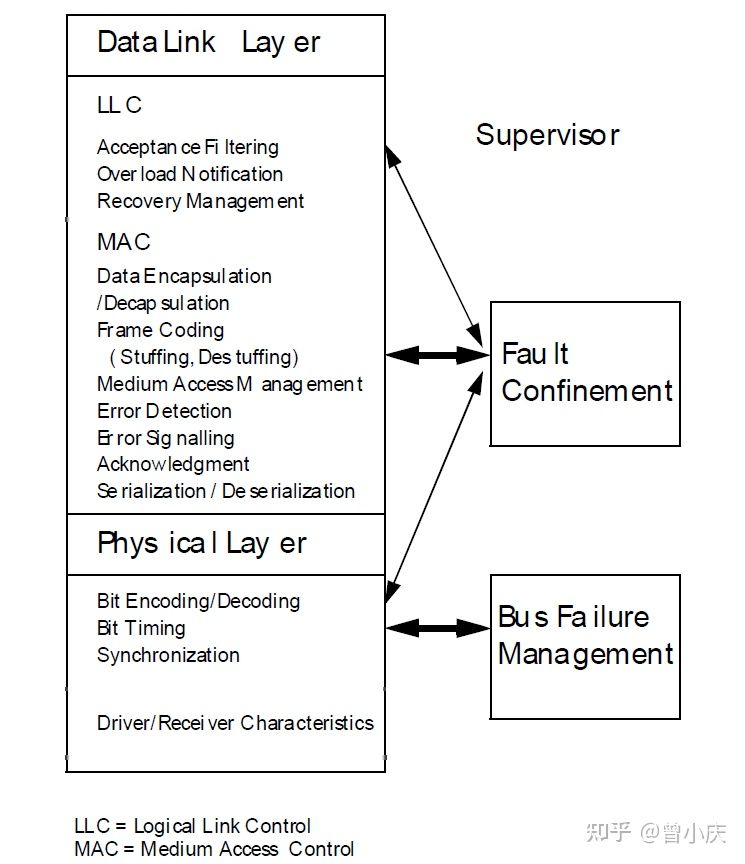 Data Link Layer
LLC
Acceptance Filtering
Overload Notification
Recovery Management
MAC
Data Encapsulation
/Decapsulation
Frame Coding
( Stuffing, Destuffing)
Medium Access Management
Error Detection
Error Signalling
Acknowledgment
Serialization / Deserialization
Physical Layer
Bit Encoding/Decoding
Bit Timing
Synchronization
Driver/Receiver Characteristics
Supervisor
Fault
Confinement
Bus Failure
Management
LLC = Logical Link Control
MAC = Medium Access Control
知乎 @曾小庆